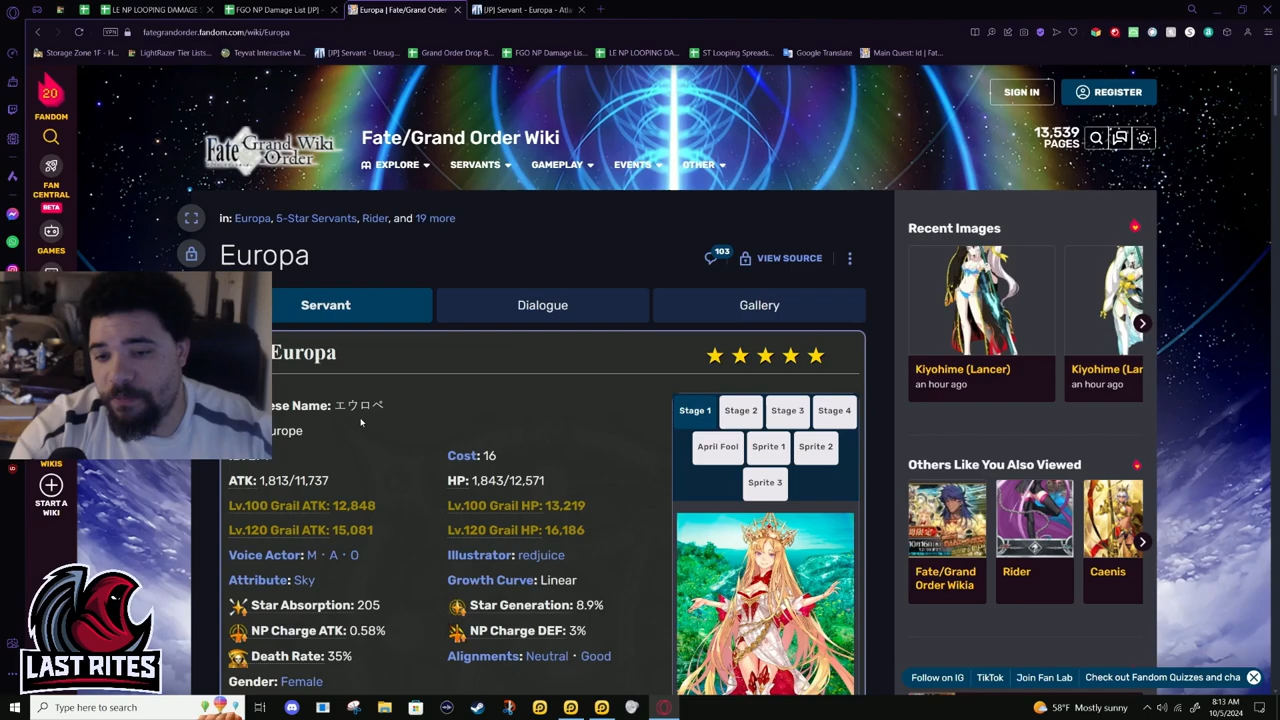 LE NP LOOPING DAMAGE
FGO NP Damage List [JP] -
Europa | Fate/Grand Order
[JP] Servant - Europa - Atla
VPN
fategrandorder.fandom.com/wiki/Europa
Storage Zone 1F - H...
LightRazer Tier Lists...
Teyvat Interactive M...
[JP] Servant - Uesug...
Grand Order Drop R...
FGO NP Damage Lis...
LE NP LOOPING DA...
ST Looping Spreads...
Google Translate
Main Quest: Id | Fat...
20
FANDOM
FAN
CENTRAL
BETA
GAMES
WIKIS
START A
WIKI
Fate Grand Wiki
Order
Fate/Grand Order Wiki
EXPLORE
SERVANTS
GAMEPLAY
EVENTS
OTHER
SIGN IN
REGISTER
13,539
PAGES
in: Europa, 5-Star Servants, Rider, and 19 more
Europa
103
VIEW SOURCE
Servant
Dialogue
Gallery
Europa
ese Name: エウロペ
urope
Cost: 16
ATK: 1,813/11,737
HP: 1,843/12,571
Lv.100 Grail ATK: 12,848
Lv.100 Grail HP: 13,219
Lv.120 Grail ATK: 15,081
Lv.120 Grail HP: 16,186
Voice Actor: M・A・O
Illustrator: redjuice
Attribute: Sky
Growth Curve: Linear
Star Absorption: 205
Star Generation: 8.9%
NP Charge ATK: 0.58%
NP Charge DEF: 3%
Death Rate: 35%
Alignments: Neutral・Good
Gender: Female
Stage 1
Stage 2
Stage 3
Stage 4
April Fool
Sprite 1
Sprite 2
Sprite 3
Recent Images
Kiyohime (Lancer)
an hour ago
Kiyohime (Lar
an hour ago
Others Like You Also Viewed
Fate/Grand
Order Wikia
Rider
Caenis
Follow on IG
TikTok
Join Fan Lab
Check out Fandom Quizzes and cha
LAST RITES
Type here to search
58°F Mostly sunny
8:13 AM
10/5/2024